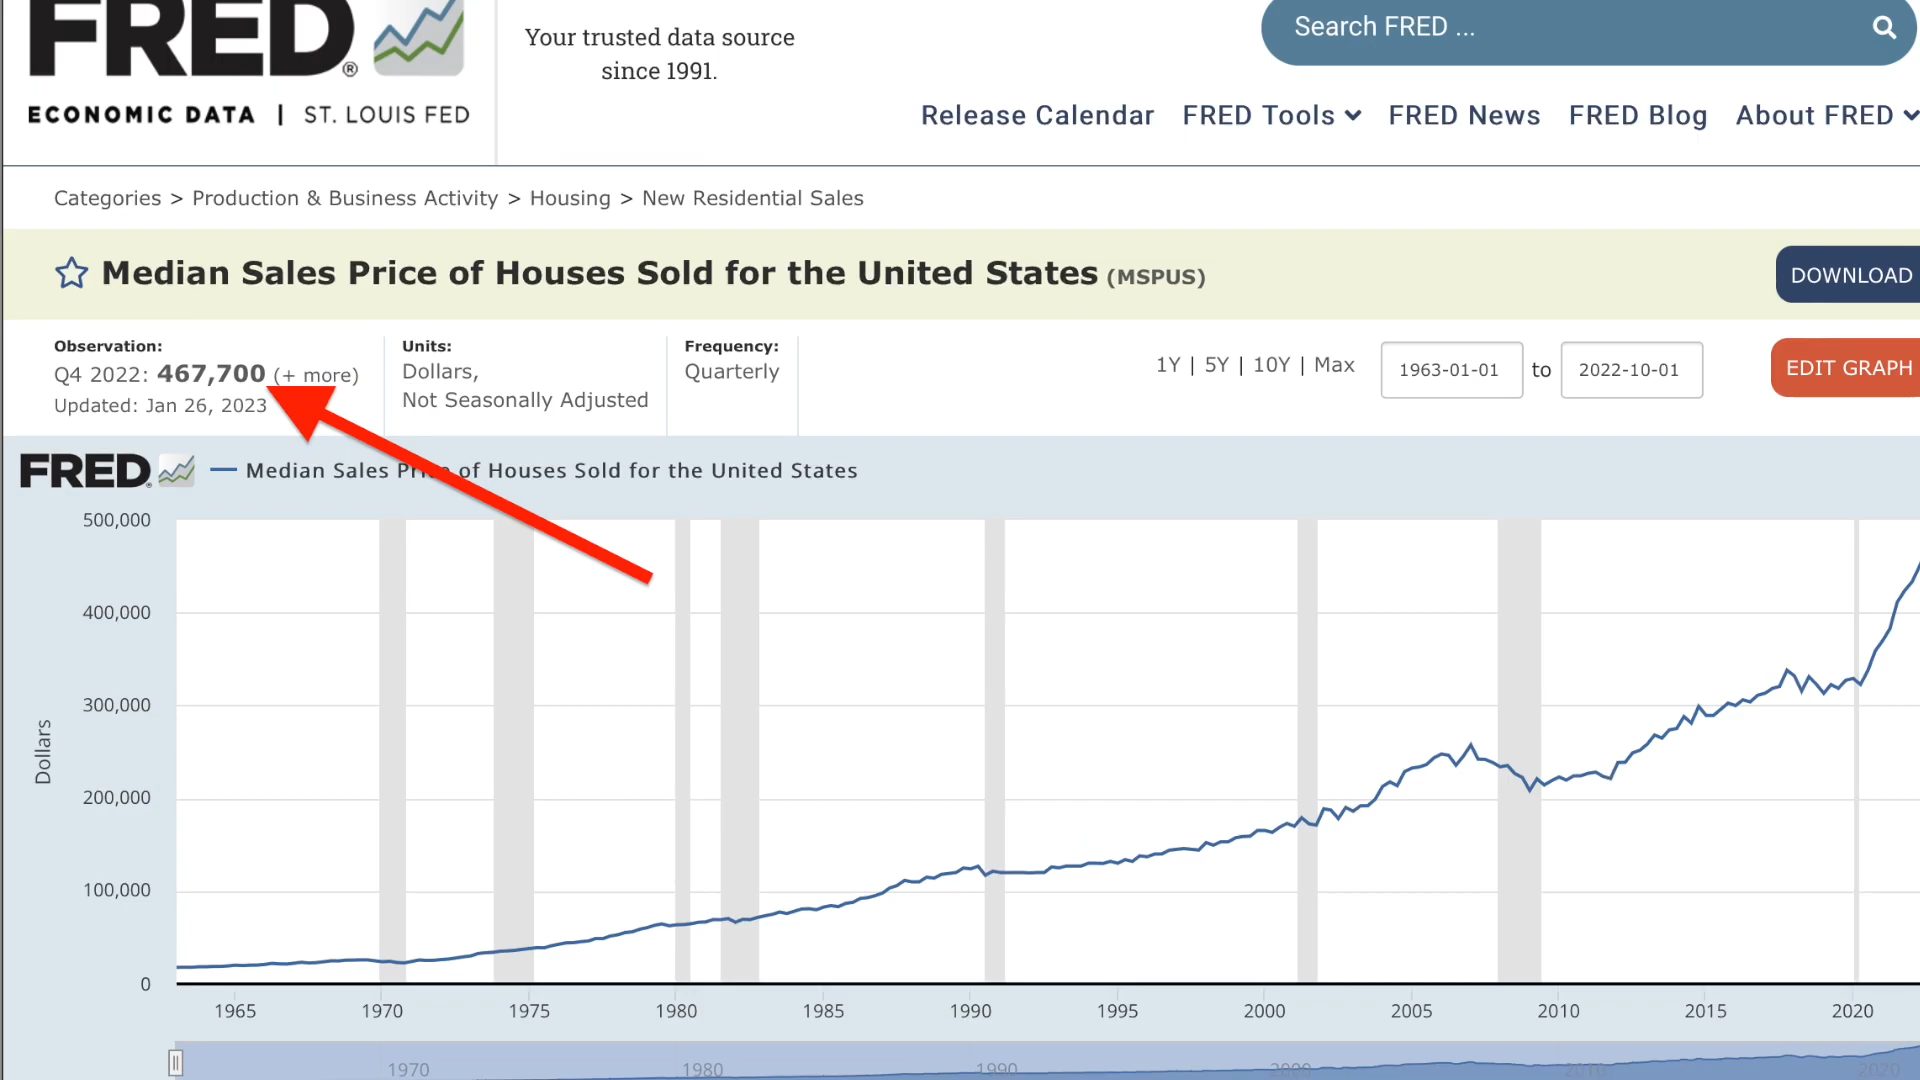 FRED®
ECONOMIC DATA | ST. LOUIS FED
Your trusted data source
since 1991.
Search FRED ...
Release Calendar FRED Tools FRED News FRED Blog About FRED
Categories > Production & Business Activity > Housing > New Residential Sales
Median Sales Price of Houses Sold for the United States (MSPUS)
DOWNLOAD
Observation:
Q4 2022: 467,700 (+ more)
Updated: Jan 26, 2023
Units:
Dollars,
Not Seasonally Adjusted
Frequency:
Quarterly
1Y | 5Y | 10Y | Max
1963-01-01 to 2022-10-01
EDIT GRAPH
FRED® — Median Sales Price of Houses Sold for the United States
500,000
400,000
300,000
200,000
100,000
0
Dollars
1965 1970 1975 1980 1985 1990 1995 2000 2005 2010 2015 2020
1970 1980 1990 2000 2010 2020